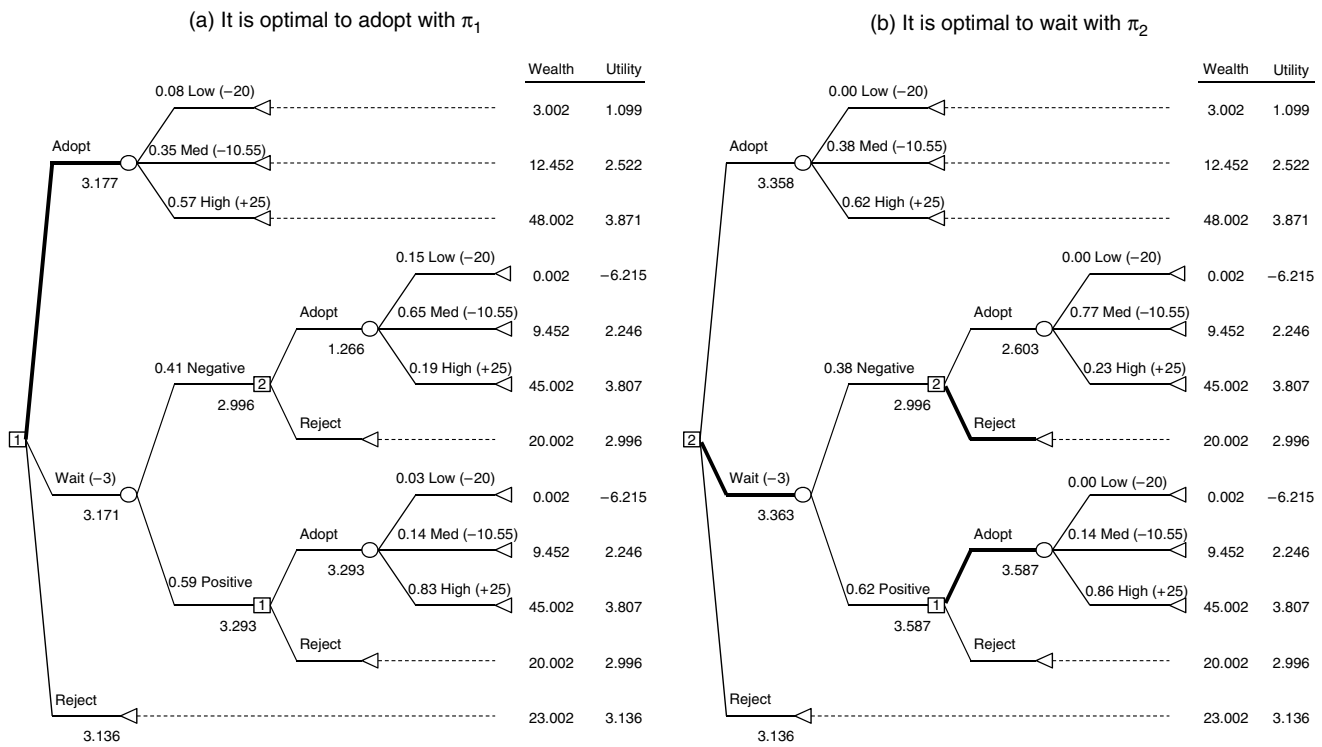 (a) It is optimal to adopt with π1
Wealth Utility
0.08 Low (−20)
3.002 1.099
Adopt
0.35 Med (−10.55)
12.452 2.522
3.177
0.57 High (+25)
48.002 3.871
0.15 Low (−20)
0.002 −6.215
Adopt
0.65 Med (−10.55)
9.452 2.246
1.266
0.41 Negative
0.19 High (+25)
2
45.002 3.807
2.996
Reject
20.002 2.996
1
Wait (−3)
0.03 Low (−20)
0.002 −6.215
3.171
Adopt
0.14 Med (−10.55)
9.452 2.246
3.293
0.59 Positive
0.83 High (+25)
1
45.002 3.807
3.293
Reject
20.002 2.996
Reject
23.002 3.136
3.136
(b) It is optimal to wait with π2
Wealth Utility
0.00 Low (−20)
3.002 1.099
Adopt
0.38 Med (−10.55)
12.452 2.522
3.358
0.62 High (+25)
48.002 3.871
0.00 Low (−20)
0.002 −6.215
Adopt
0.77 Med (−10.55)
9.452 2.246
2.603
0.38 Negative
0.23 High (+25)
2
45.002 3.807
2.996
Reject
20.002 2.996
2
Wait (−3)
0.00 Low (−20)
0.002 −6.215
3.363
Adopt
0.14 Med (−10.55)
9.452 2.246
3.587
0.62 Positive
0.86 High (+25)
1
45.002 3.807
3.587
Reject
20.002 2.996
Reject
23.002 3.136
3.136